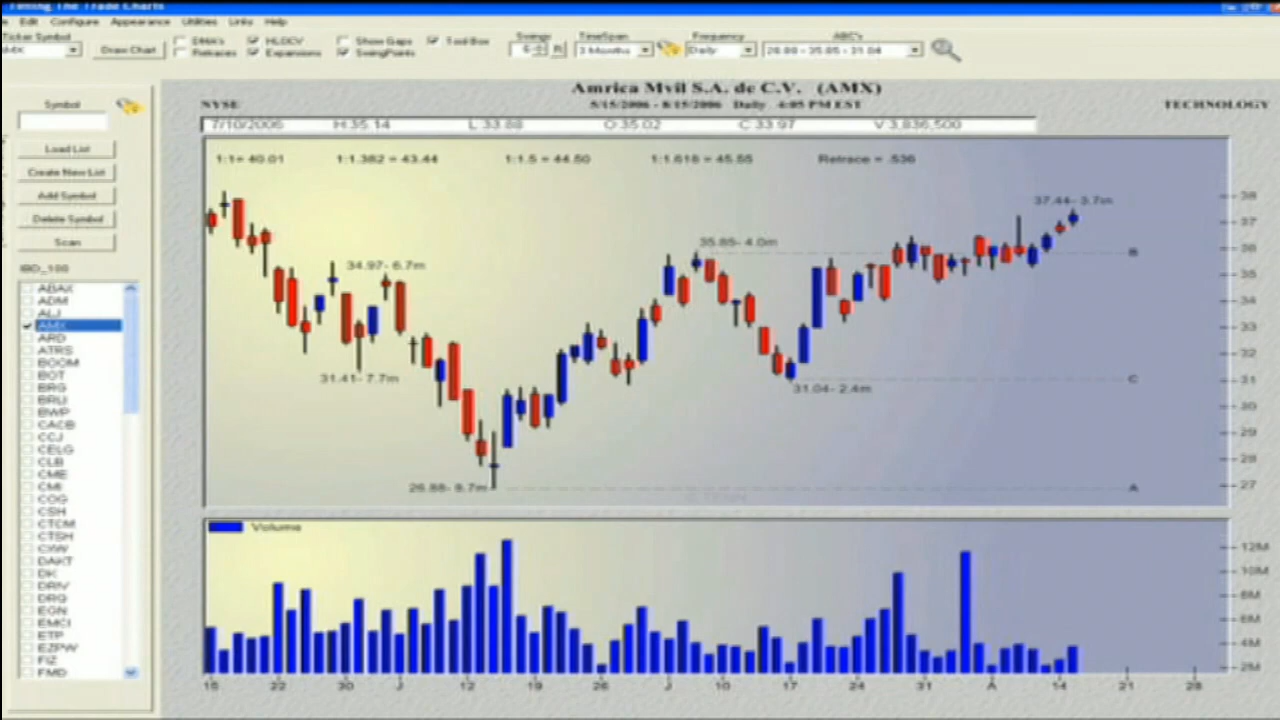 Timing The Trade Charts
Edit Configure Appearance Utilities Links Help
Ticker Symbol
AMX
Draw Chart
DMA's
Retraces
HLOCV
Expansions
Show Gaps
SwingPoints
Tool Box
Swings
6
R
TimeSpan
3 Months
Frequency
Daily
ABC's
26.88 - 35.85 - 31.04
Amrica Mvil S.A. de C.V. (AMX)
NYSE
5/15/2006 - 8/15/2006 Daily 4:05 PM EST
TECHNOLOGY
7/10/2006 H:35.14 L:33.88 O:35.02 C:33.97 V:3,836,500
1:1= 40.01 1:1.382 = 43.44 1:1.5 = 44.50 1:1.618 = 45.55 Retrace = .536
Symbol
Load List
Create New List
Add Symbol
Delete Symbol
Scan
IBD_100
ABAX
ADM
ALJ
AMX
ARD
ATRS
BOOM
BOT
BRG
BRLI
BWP
CACB
CCJ
CELG
CLB
CME
CMI
COG
CSH
CTCM
CTSH
CXW
DAKT
DK
DRIV
DRQ
EGN
EMCI
ETP
EZPW
FIZ
FMD
37.44- 3.7m
35.85- 4.0m
34.97- 6.7m
31.41- 7.7m
31.04- 2.4m
26.88- 8.7m
B
C
A
38
37
36
35
34
33
32
31
30
29
28
27
Volume
12M
10M
8M
6M
4M
2M
15 22 30 J 12 19 26 J 10 17 24 31 A 14 21 28